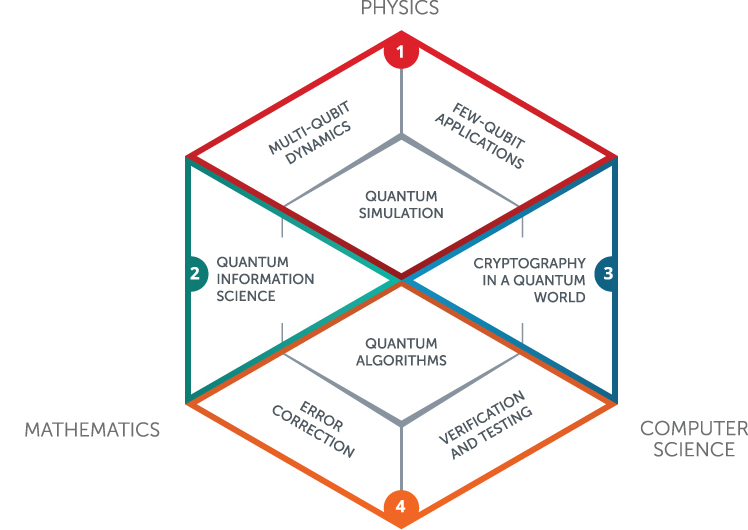 PHYSICS
1
MULTI-QUBIT
DYNAMICS
FEW-QUBIT
APPLICATIONS
QUANTUM
SIMULATION
2
QUANTUM
INFORMATION
SCIENCE
CRYPTOGRAPHY
IN A QUANTUM
WORLD
3
QUANTUM
ALGORITHMS
ERROR
CORRECTION
VERIFICATION
AND TESTING
MATHEMATICS
COMPUTER
SCIENCE
4